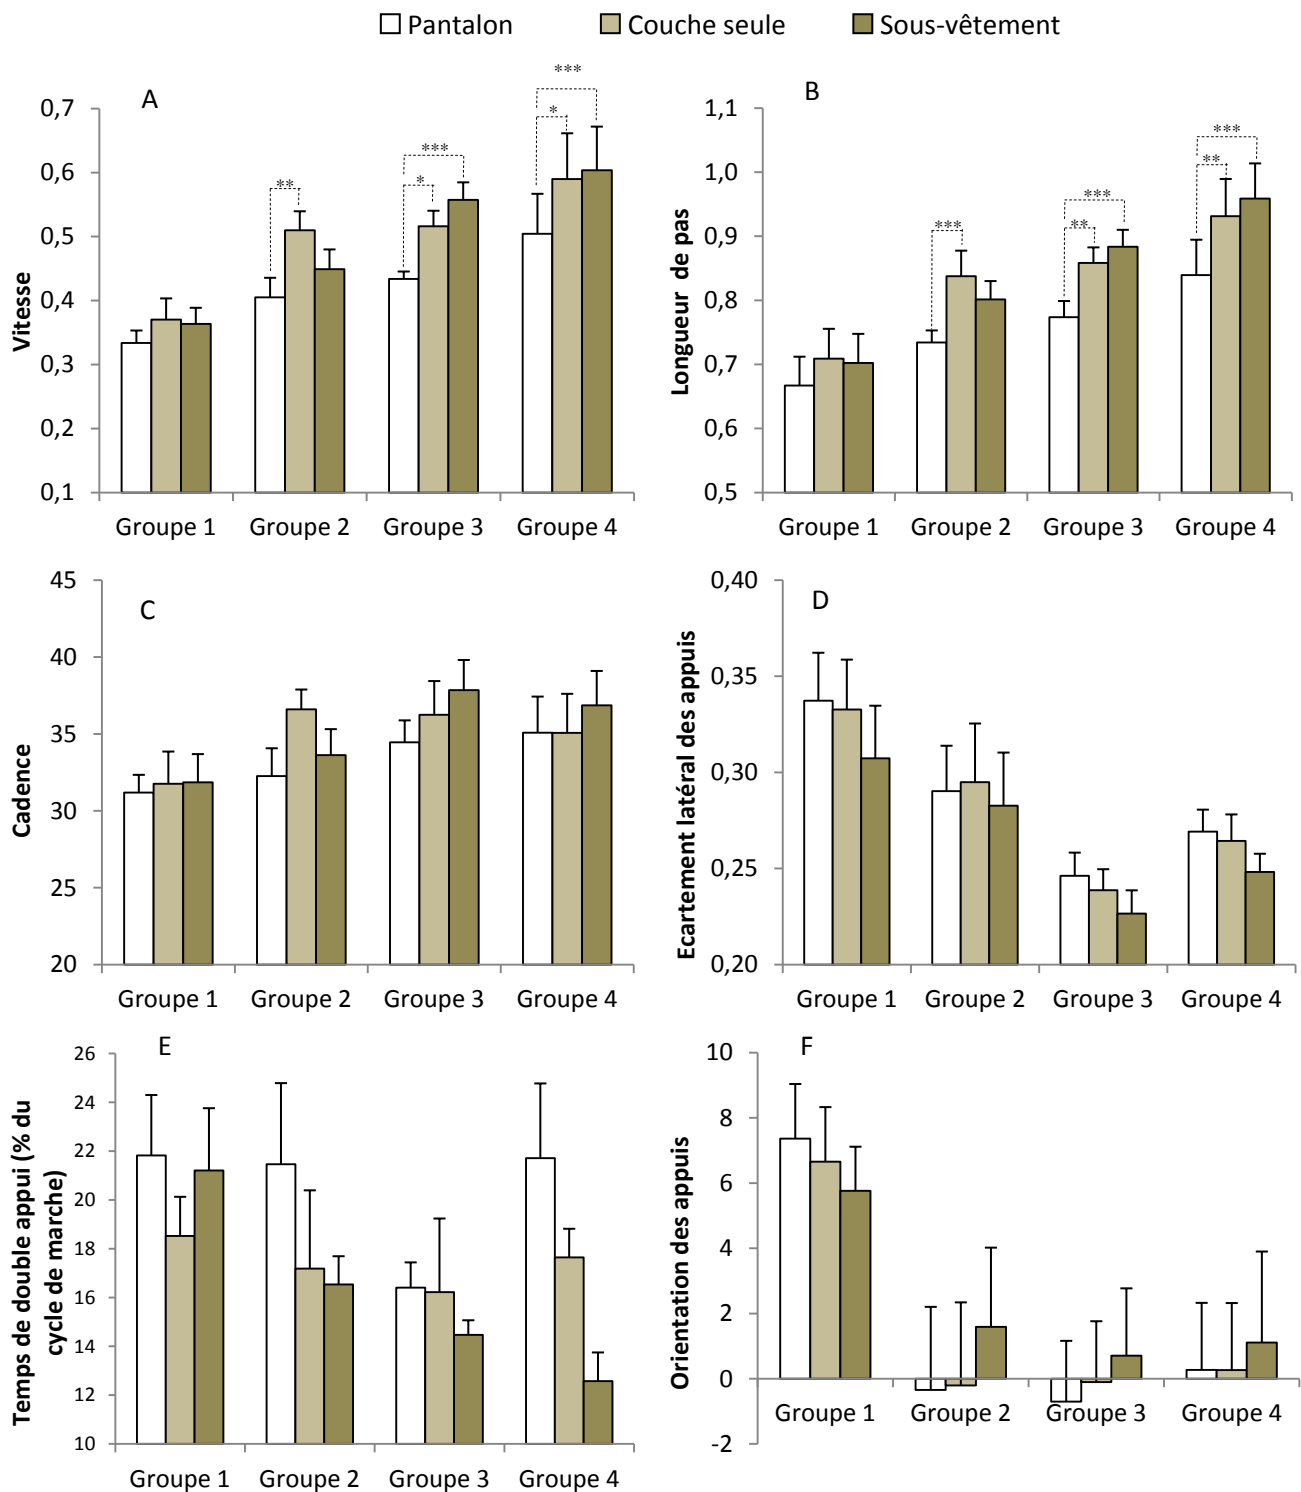 Pantalon Couche seule Sous-vêtement
A
Vitesse
0,7
0,6
0,5
0,4
0,3
0,2
0,1
** * *** * ***
Groupe 1 Groupe 2 Groupe 3 Groupe 4
B
Longueur de pas
1,1
1,0
0,9
0,8
0,7
0,6
0,5
*** ** *** ** ***
Groupe 1 Groupe 2 Groupe 3 Groupe 4
C
Cadence
45
40
35
30
25
20
Groupe 1 Groupe 2 Groupe 3 Groupe 4
D
Ecartement latéral des appuis
0,40
0,35
0,30
0,25
0,20
Groupe 1 Groupe 2 Groupe 3 Groupe 4
E
Temps de double appui (% du
cycle de marche)
26
24
22
20
18
16
14
12
10
Groupe 1 Groupe 2 Groupe 3 Groupe 4
F
Orientation des appuis
10
8
6
4
2
0
-2
Groupe 1 Groupe 2 Groupe 3 Groupe 4